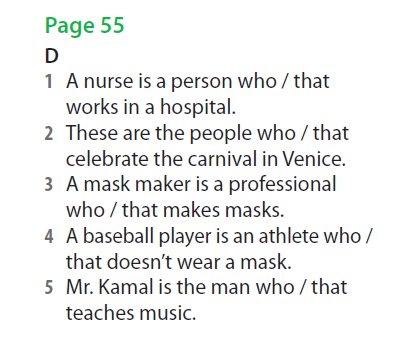 Page 55
D
1 A nurse is a person who / that
works in a hospital.
2 These are the people who / that
celebrate the carnival in Venice.
3 A mask maker is a professional
who / that makes masks.
4 A baseball player is an athlete who /
that doesn’t wear a mask.
5 Mr. Kamal is the man who / that
teaches music.